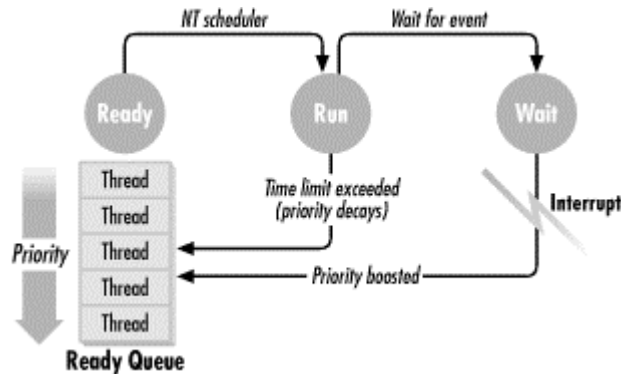 NT scheduler
Wait for event
Ready
Run
Wait
Thread
Thread
Thread
Thread
Thread
Priority
Time limit exceeded
(priority decays)
Interrupt
Priority boosted
Ready Queue